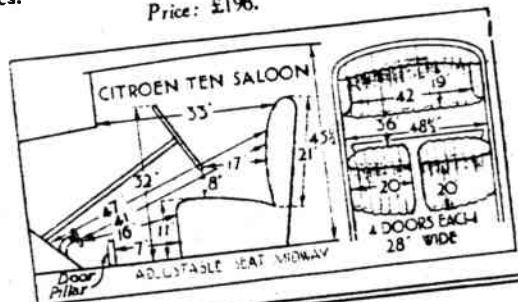 Price: £198.
CITROEN TEN SALOON
33"
42
19
36"
48½"
45½
17
21"
32"
8"
20
20
47
41
16
11"
7"
4 DOORS EACH
28" WIDE
Door
Pillar
ADJUSTABLE SEAT MIDWAY